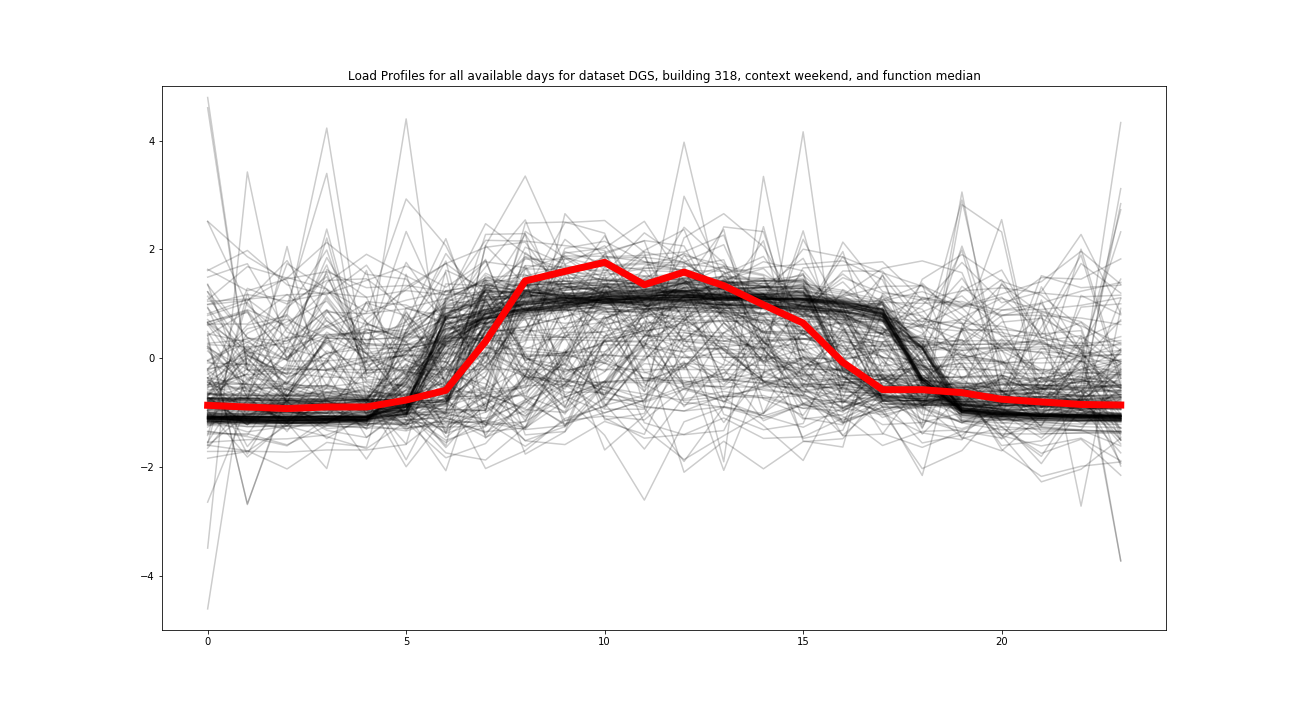 Load Profiles for all available days for dataset DGS, building 318, context weekend, and function median
4
2
0
−2
−4
0 5 10 15 20